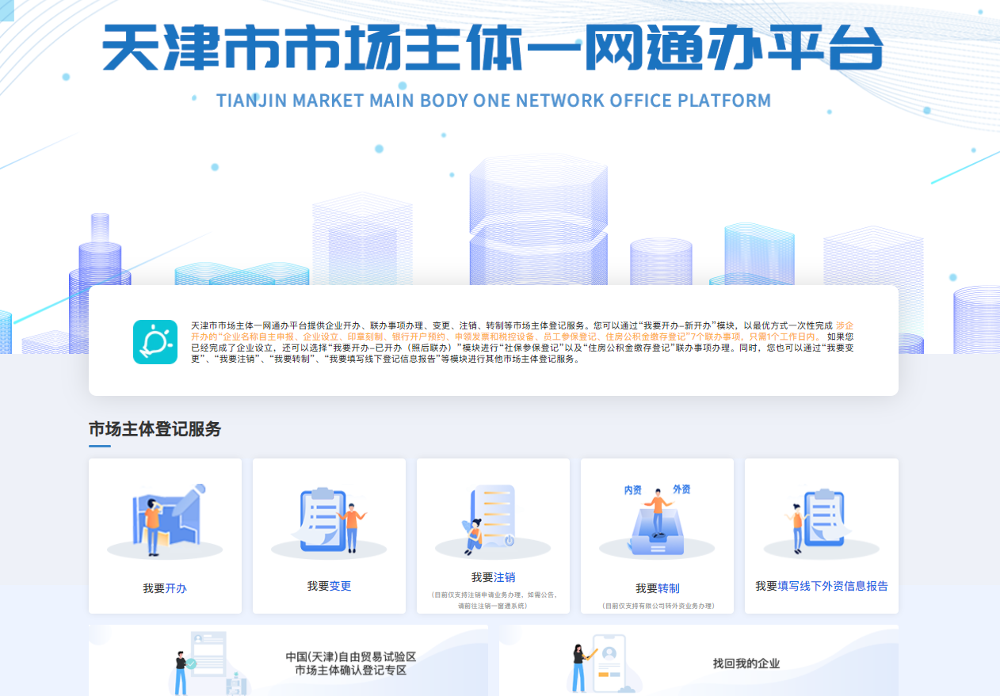 天津市市场主体一网通办平台
TIANJIN MARKET MAIN BODY ONE NETWORK OFFICE PLATFORM
天津市市场主体一网通办平台提供企业开办、联办事项办理、变更、注销、转制等市场主体登记服务。您可以通过“我要开办–新开办”模块，以最优方式一次性完成 涉企
开办的“企业名称自主申报、企业设立、印章刻制、银行开户预约、申领发票和税控设备、员工参保登记、住房公积金缴存登记”7个联办事项，只需1个工作日内。 如果您
已经完成了企业设立，还可以选择“我要开办–已开办（照后联办）”模块进行“社保参保登记”以及“住房公积金缴存登记”联办事项办理。同时，您也可以通过“我要变
更”、“我要注销”、“我要转制”、“我要填写线下登记信息报告”等模块进行其他市场主体登记服务。
市场主体登记服务
我要开办
我要变更
我要注销
（目前仅支持注销申请业务办理，如需公告，
请前往注销一窗通系统）
内资 外资
我要转制
（目前仅支持有限公司转外资业务办理）
我要填写线下外资信息报告
中国(天津)自由贸易试验区
市场主体确认登记专区
找回我的企业